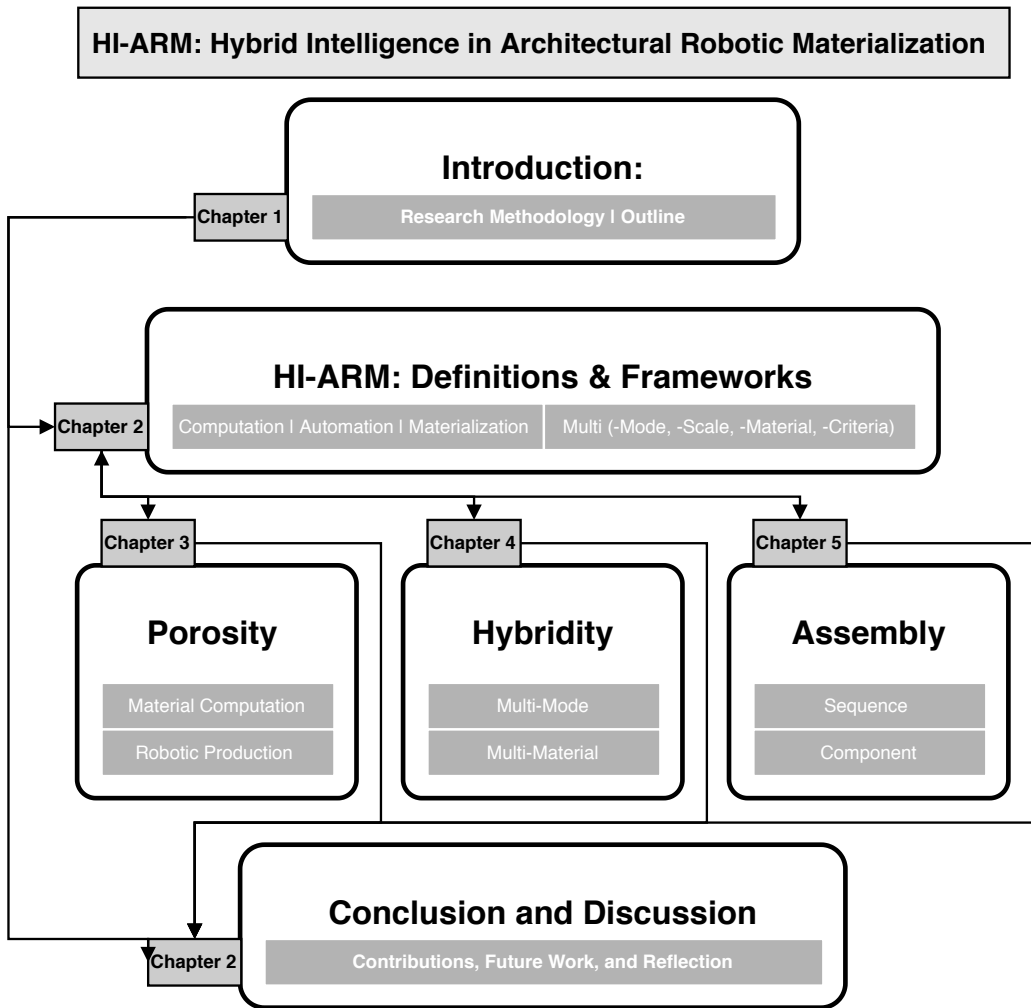 HI-ARM: Hybrid Intelligence in Architectural Robotic Materialization
Introduction:
Chapter 1
Research Methodology | Outline
HI-ARM: Definitions & Frameworks
Chapter 2
Computation | Automation | Materialization
Multi (-Mode, -Scale, -Material, -Criteria)
Chapter 3
Porosity
Material Computation
Robotic Production
Chapter 4
Hybridity
Multi-Mode
Multi-Material
Chapter 5
Assembly
Sequence
Component
Conclusion and Discussion
Chapter 2
Contributions, Future Work, and Reflection